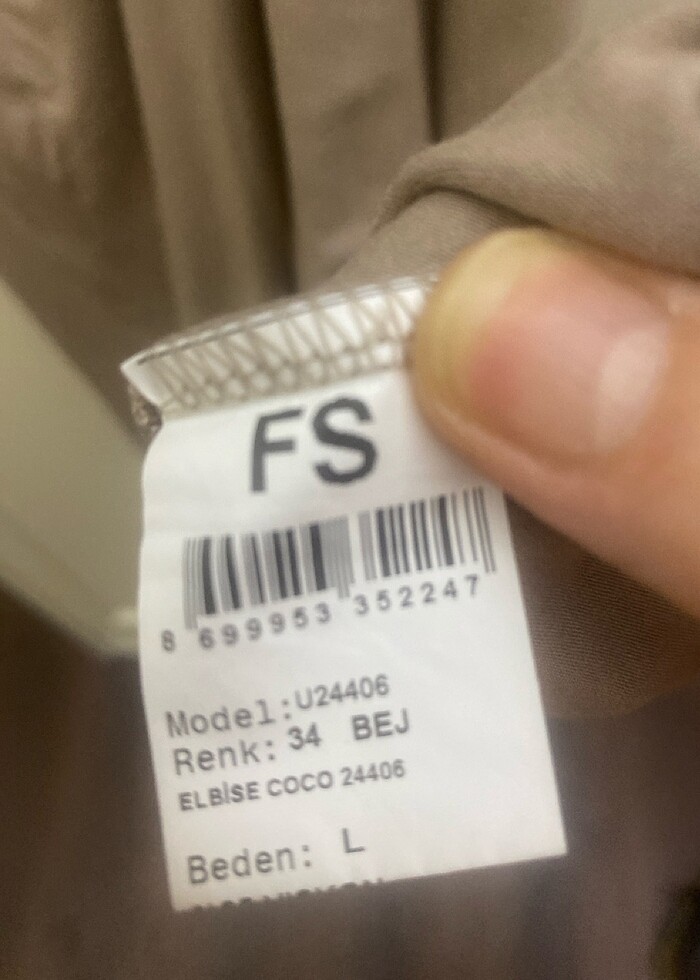 FS
8 699953 352247
Model:U24406
Renk: 34 BEJ
ELBİSE COCO 24406
Beden: L